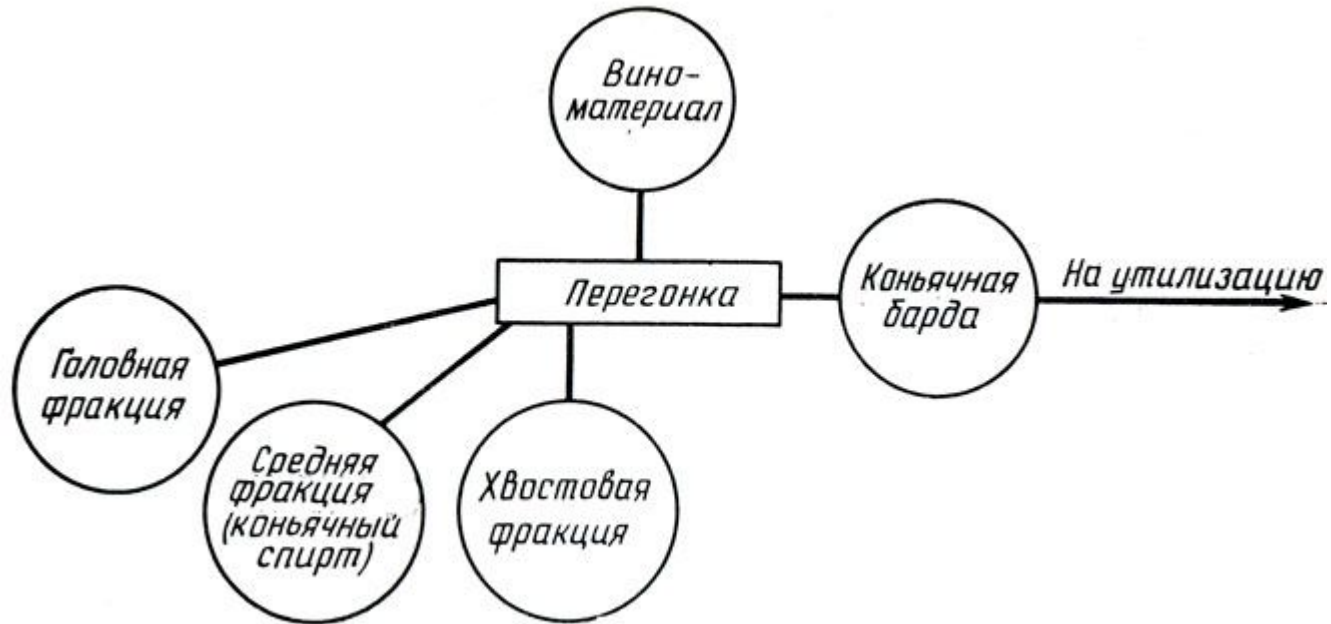 Вино-
материал
Перегонка
Коньячная
барда
На утилизацию
Головная
фракция
Средняя
фракция
(коньячный
спирт)
Хвостовая
фракция